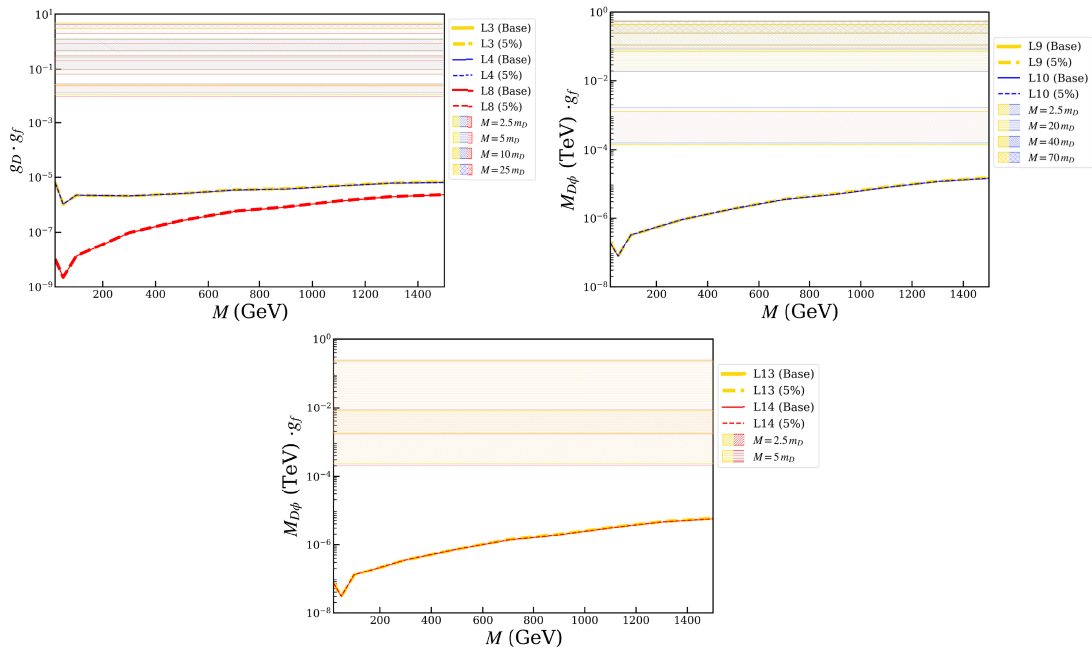 10^1
10^{-1}
10^{-3}
10^{-5}
10^{-7}
10^{-9}
g_D · g_f
200 400 600 800 1000 1200 1400
M (GeV)
L3 (Base)
L3 (5%)
L4 (Base)
L4 (5%)
L8 (Base)
L8 (5%)
M = 2.5 m_D
M = 5 m_D
M = 10 m_D
M = 25 m_D
10^0
10^{-2}
10^{-4}
10^{-6}
10^{-8}
M_{Dϕ} (TeV) · g_f
200 400 600 800 1000 1200 1400
M (GeV)
L9 (Base)
L9 (5%)
L10 (Base)
L10 (5%)
M = 2.5 m_D
M = 20 m_D
M = 40 m_D
M = 70 m_D
10^0
10^{-2}
10^{-4}
10^{-6}
10^{-8}
M_{Dϕ} (TeV) · g_f
200 400 600 800 1000 1200 1400
M (GeV)
L13 (Base)
L13 (5%)
L14 (Base)
L14 (5%)
M = 2.5 m_D
M = 5 m_D